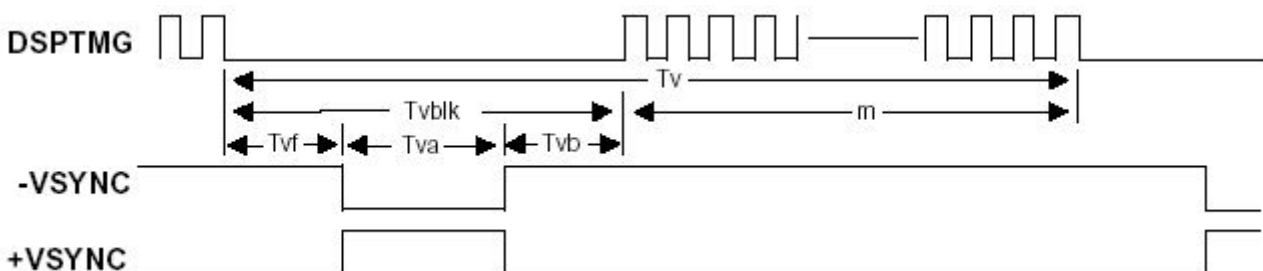 DSPTMG
Tv
Tvblk
m
Tvf
Tva
Tvb
-VSYNC
+VSYNC